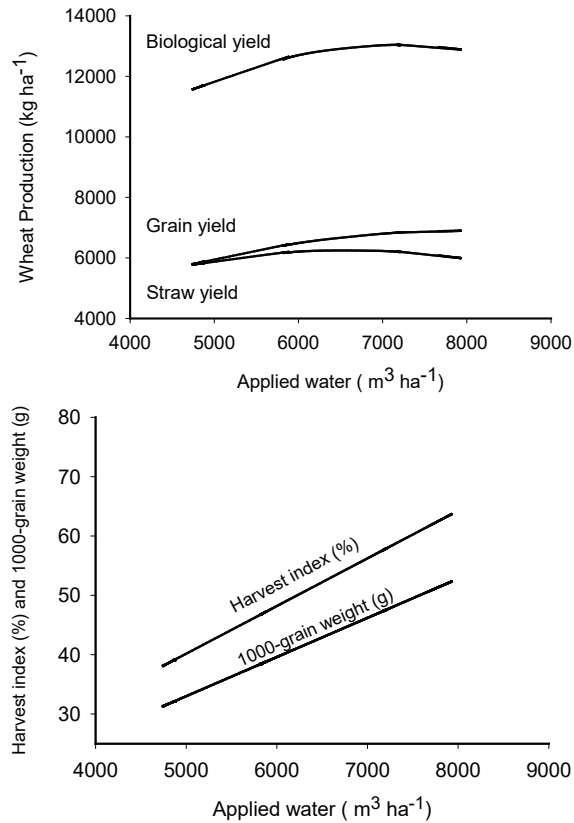 Wheat Production (kg ha⁻¹)
14000
12000
10000
8000
6000
4000
Biological yield
Grain yield
Straw yield
4000 5000 6000 7000 8000 9000
Applied water ( m³ ha⁻¹)
Harvest index (%) and 1000-grain weight (g)
80
70
60
50
40
30
Harvest index (%)
1000-grain weight (g)
4000 5000 6000 7000 8000 9000
Applied water ( m³ ha⁻¹)